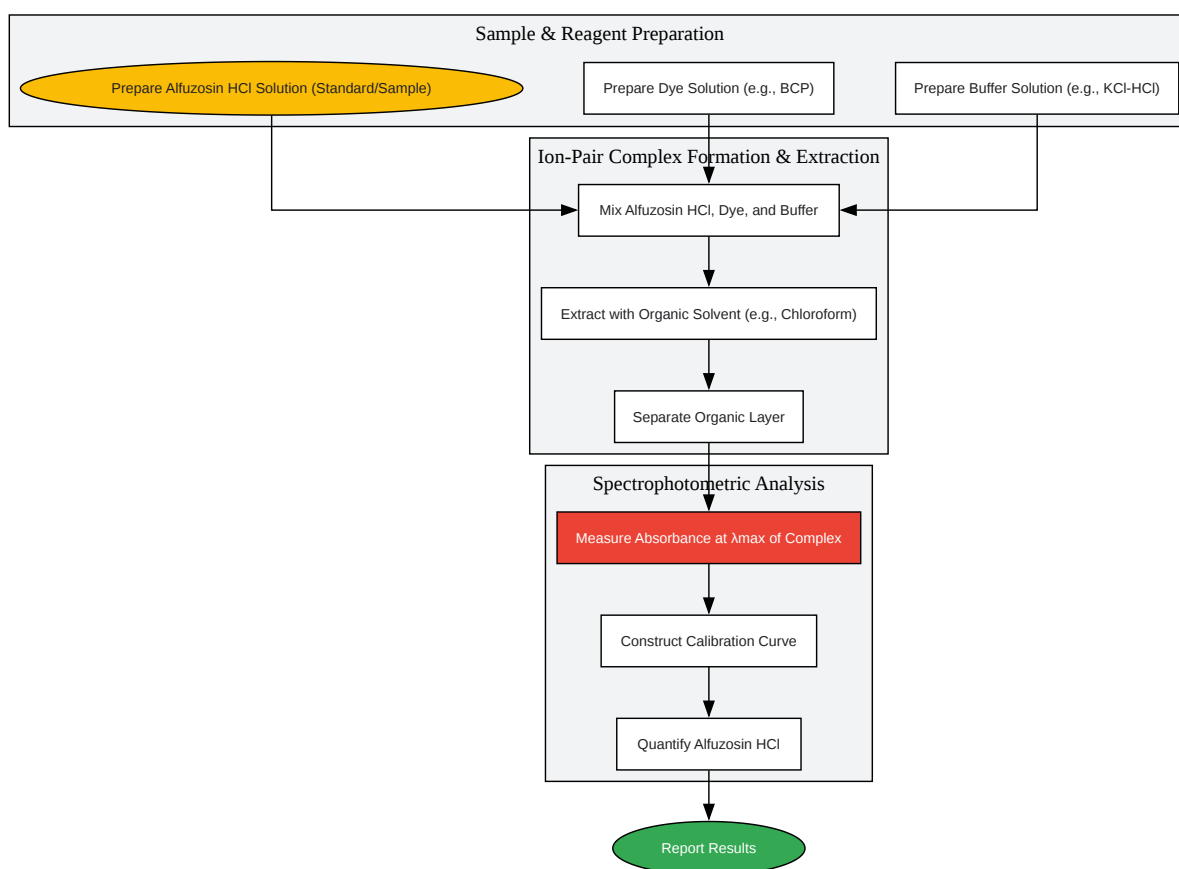 Sample & Reagent Preparation
Prepare Alfuzosin HCl Solution (Standard/Sample)
Prepare Dye Solution (e.g., BCP)
Prepare Buffer Solution (e.g., KCl-HCl)
Ion-Pair Complex Formation & Extraction
Mix Alfuzosin HCl, Dye, and Buffer
Extract with Organic Solvent (e.g., Chloroform)
Separate Organic Layer
Spectrophotometric Analysis
Measure Absorbance at λmax of Complex
Construct Calibration Curve
Quantify Alfuzosin HCl
Report Results